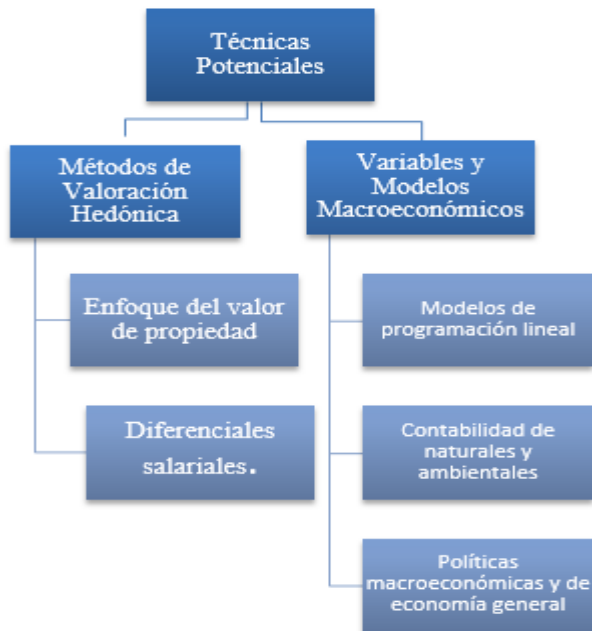 Técnicas
Potenciales
Métodos de
Valoración
Hedónica
Enfoque del valor
de propiedad
Diferenciales
salariales.
Variables y
Modelos
Macroeconómicos
Modelos de
programación lineal
Contabilidad de
naturales y
ambientales
Políticas
macroeconómicas y de
economía general